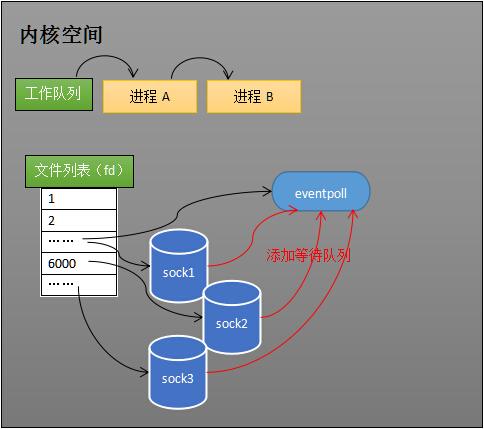 内核空间
工作队列
进程 A
进程 B
文件列表（fd）
1
2
……
6000
……
eventpoll
sock1
添加等待队列
sock2
sock3